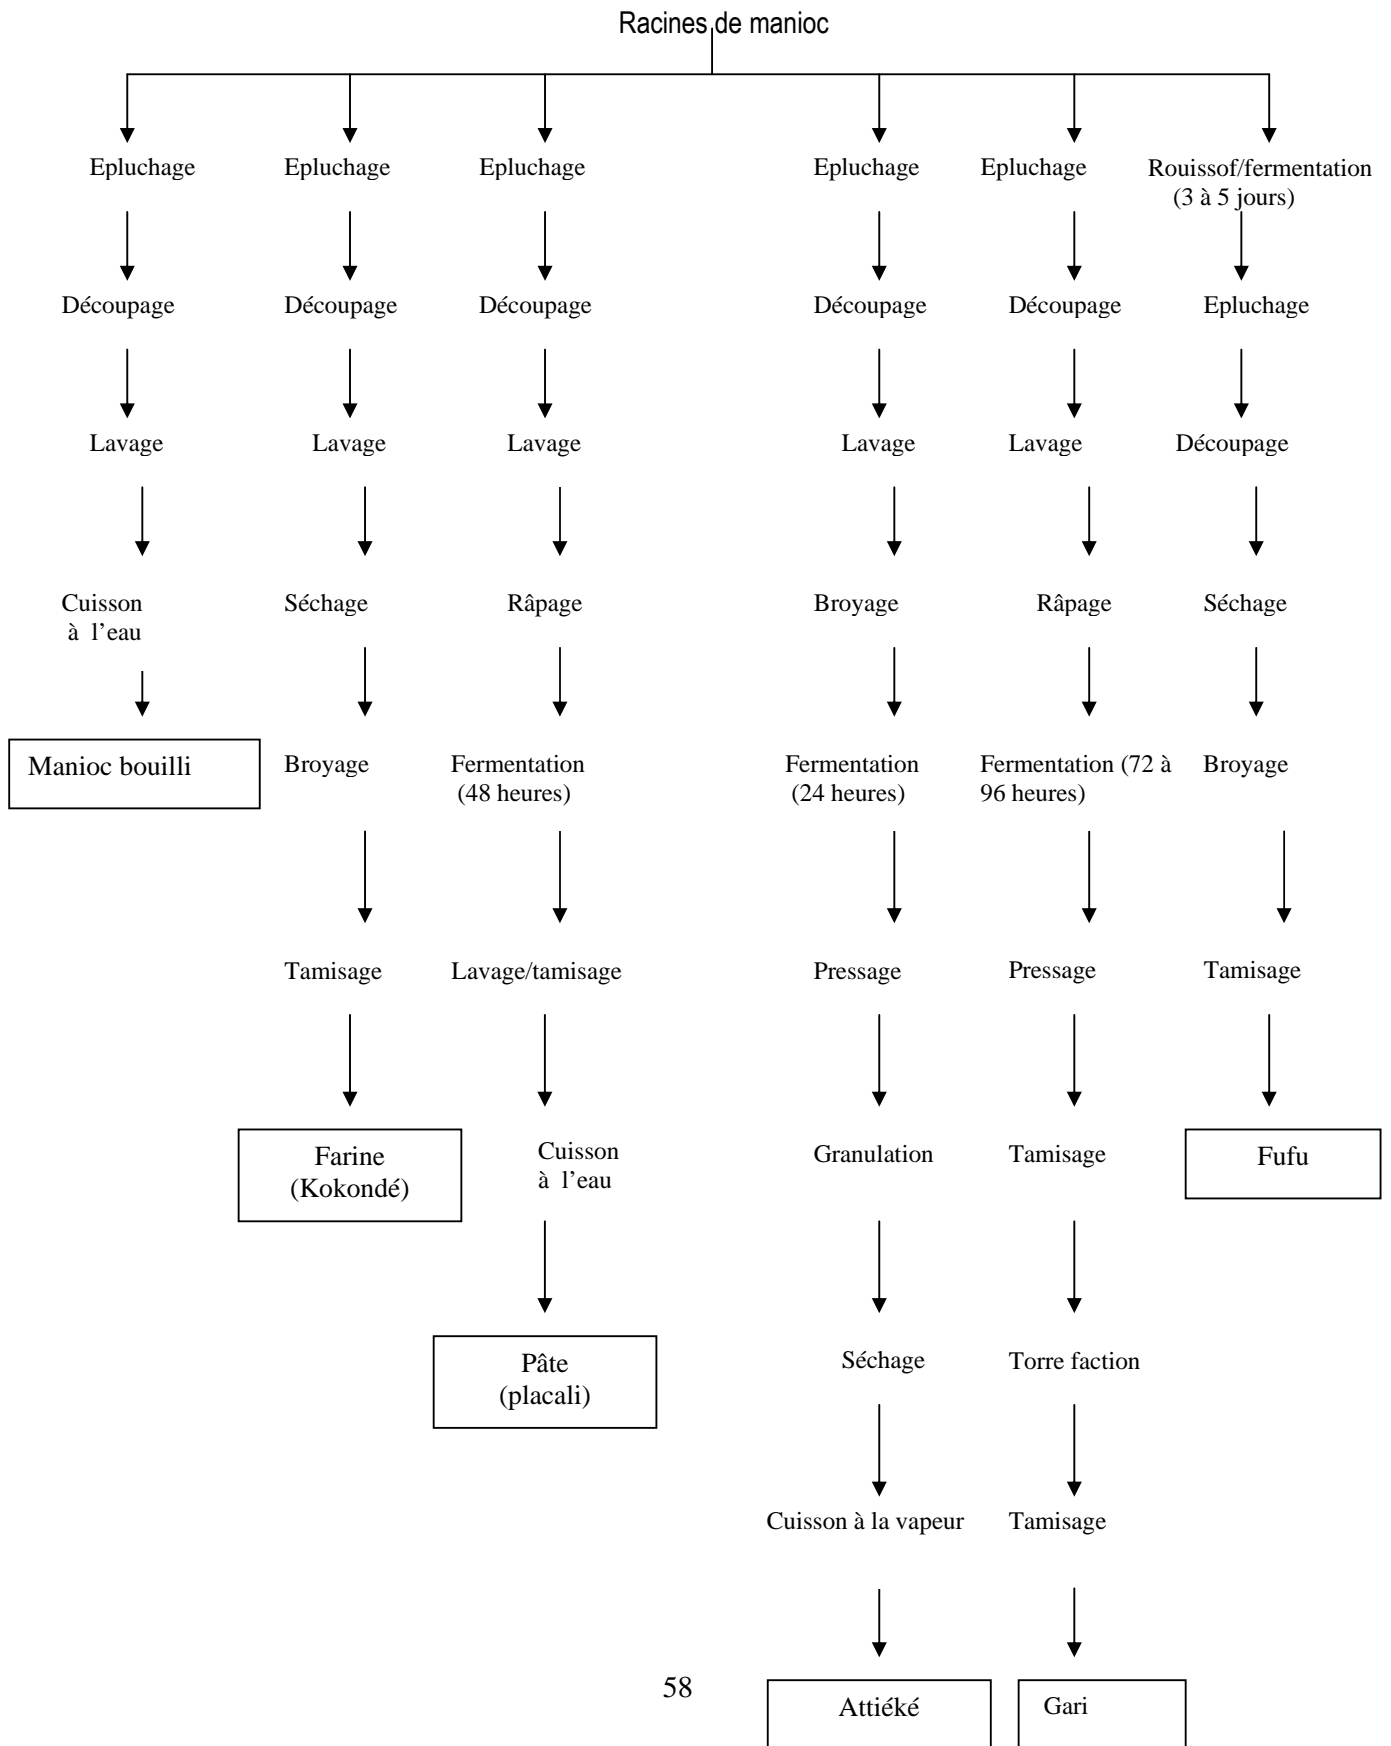 Racines de manioc
Epluchage
Epluchage
Epluchage
Epluchage
Epluchage
Rouissof/fermentation
(3 à 5 jours)
Découpage
Découpage
Découpage
Découpage
Découpage
Epluchage
Lavage
Lavage
Lavage
Lavage
Lavage
Découpage
Cuisson
à l’eau
Séchage
Râpage
Broyage
Râpage
Séchage
Manioc bouilli
Broyage
Fermentation
(48 heures)
Fermentation
(24 heures)
Fermentation (72 à
96 heures)
Broyage
Tamisage
Lavage/tamisage
Pressage
Pressage
Tamisage
Farine
(Kokondé)
Cuisson
à l’eau
Granulation
Tamisage
Fufu
Pâte
(placali)
Séchage
Torre faction
Cuisson à la vapeur
Tamisage
58
Attiéké
Gari